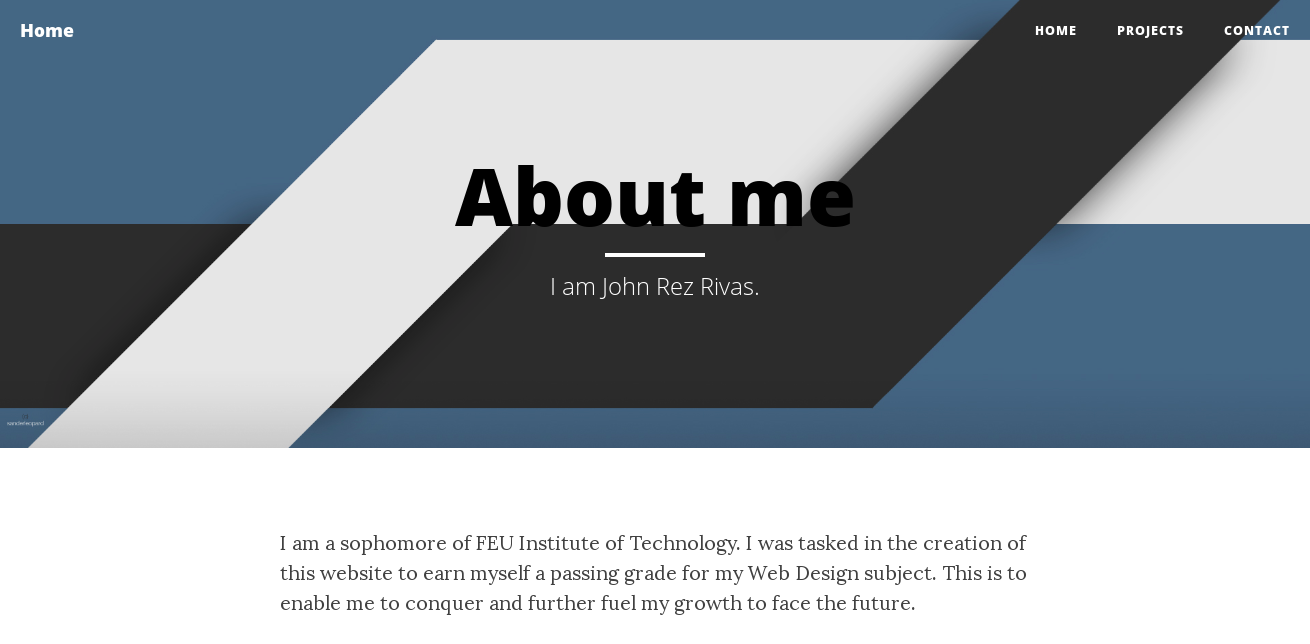 Home
HOME PROJECTS CONTACT
About me
I am John Rez Rivas.
I am a sophomore of FEU Institute of Technology. I was tasked in the creation of
this website to earn myself a passing grade for my Web Design subject. This is to
enable me to conquer and further fuel my growth to face the future.